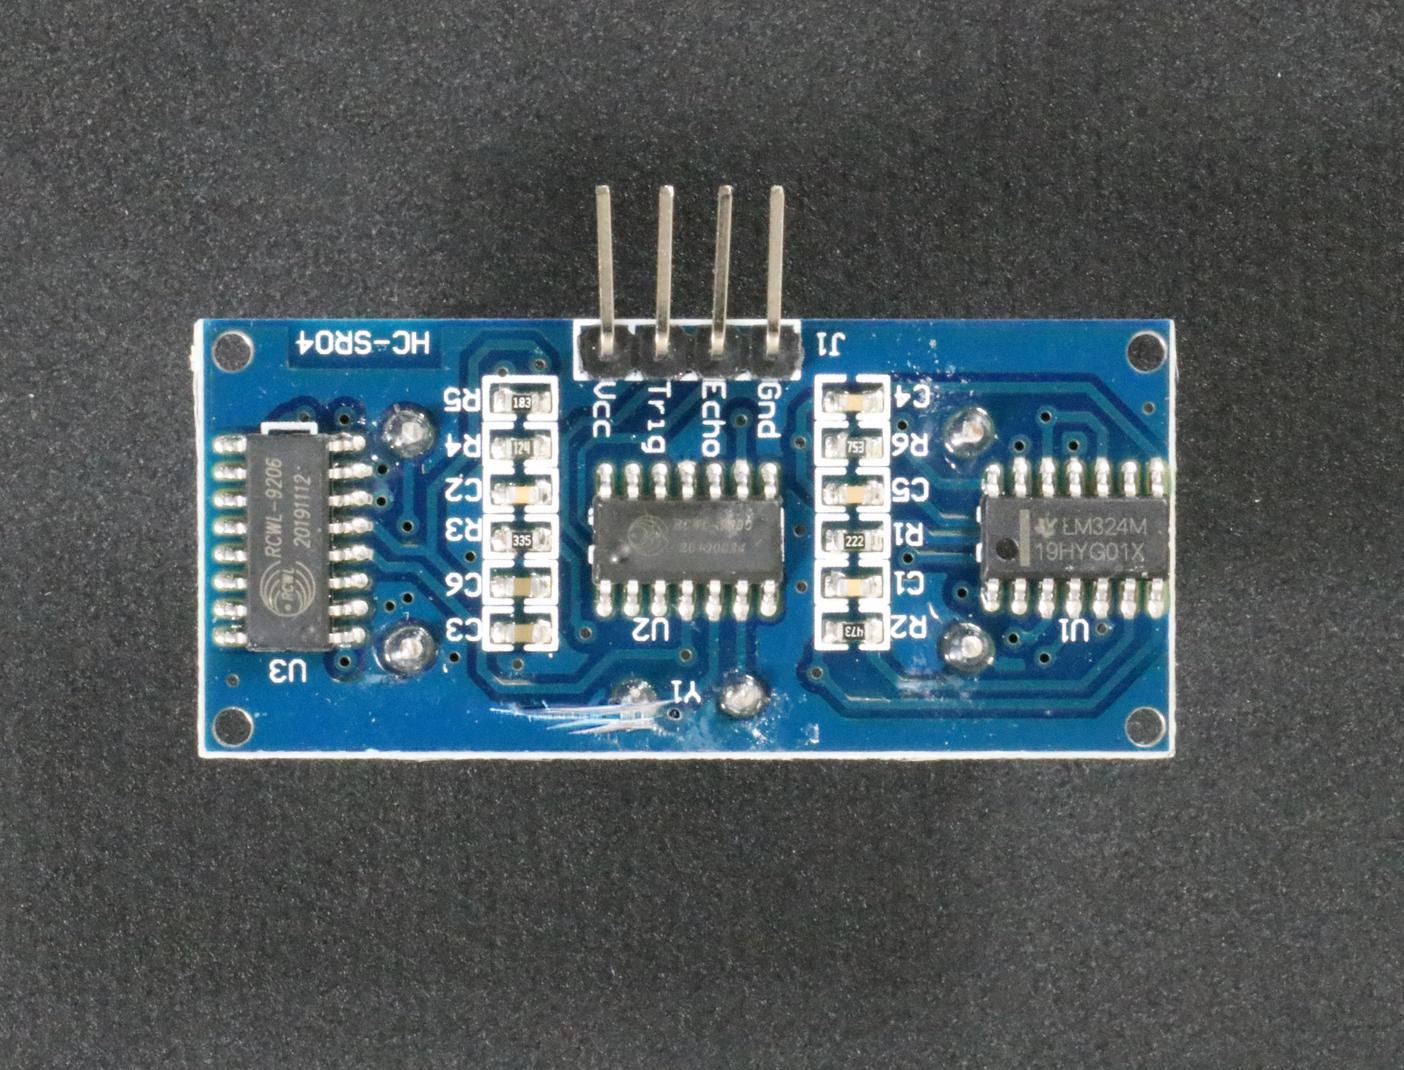 HC-SR04
J1
Vcc
Trig
Echo
Gnd
R5
183
R4
124
C2
R3
335
C6
C3
C4
R6
753
C5
R1
222
C1
R2
473
RCWL-9206
20191112
RCWL
U3
U2
LM324M
19HYG01X
U1
Y1